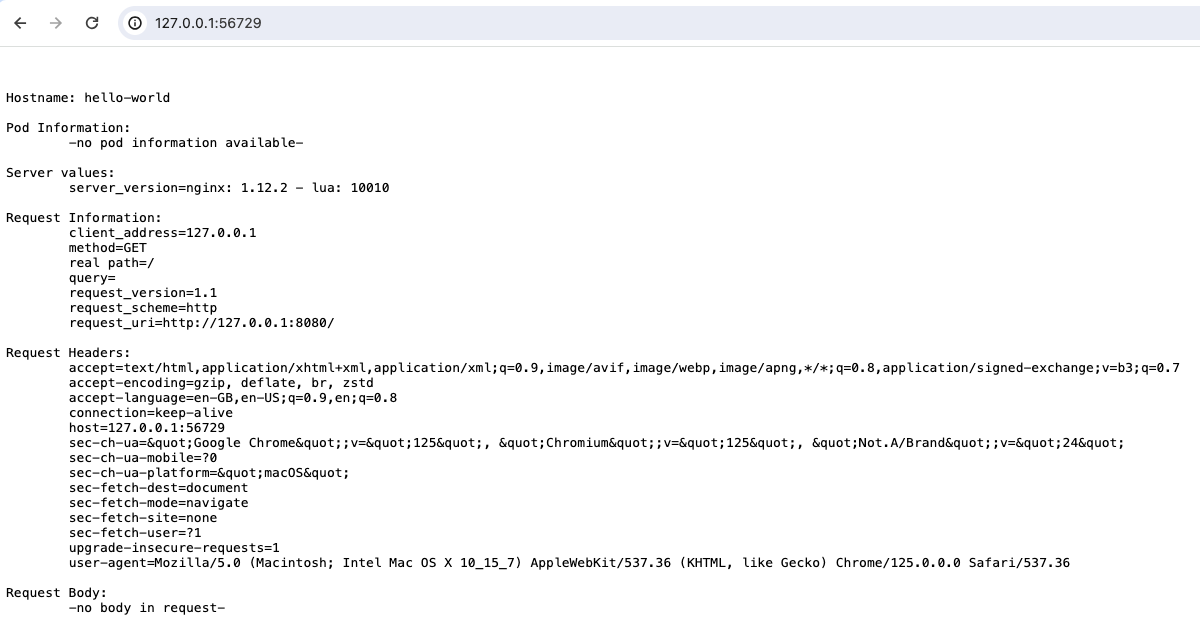 127.0.0.1:56729
Hostname: hello-world
Pod Information:
-no pod information available-
Server values:
server_version=nginx: 1.12.2 - lua: 10010
Request Information:
client_address=127.0.0.1
method=GET
real path=/
query=
request_version=1.1
request_scheme=http
request_uri=http://127.0.0.1:8080/
Request Headers:
accept=text/html,application/xhtml+xml,application/xml;q=0.9,image/avif,image/webp,image/apng,*/*;q=0.8,application/signed-exchange;v=b3;q=0.7
accept-encoding=gzip, deflate, br, zstd
accept-language=en-GB,en-US;q=0.9,en;q=0.8
connection=keep-alive
host=127.0.0.1:56729
sec-ch-ua=&quot;Google Chrome&quot;;v=&quot;125&quot;, &quot;Chromium&quot;;v=&quot;125&quot;, &quot;Not.A/Brand&quot;;v=&quot;24&quot;
sec-ch-ua-mobile=?0
sec-ch-ua-platform=&quot;macOS&quot;
sec-fetch-dest=document
sec-fetch-mode=navigate
sec-fetch-site=none
sec-fetch-user=?1
upgrade-insecure-requests=1
user-agent=Mozilla/5.0 (Macintosh; Intel Mac OS X 10_15_7) AppleWebKit/537.36 (KHTML, like Gecko) Chrome/125.0.0.0 Safari/537.36
Request Body:
-no body in request-